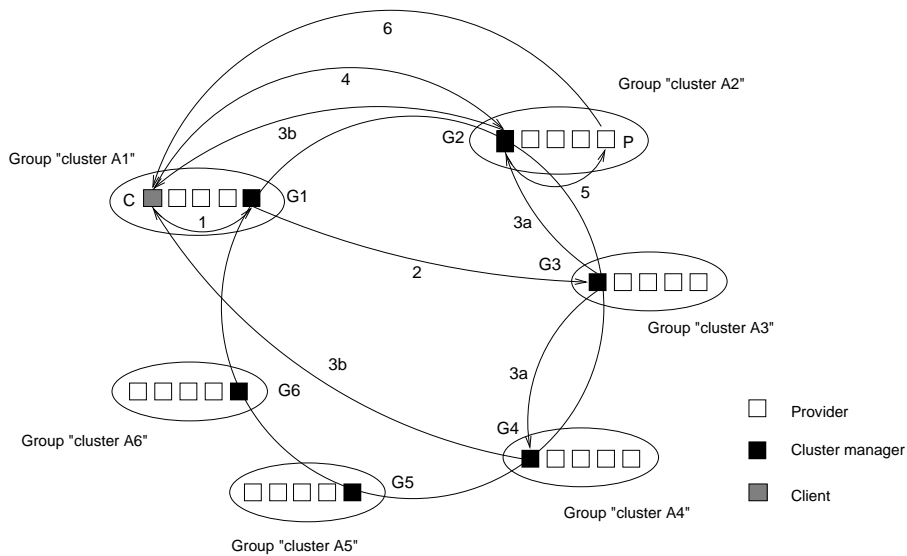 6
Group "cluster A2"
4
G2
P
3b
Group "cluster A1"
C
G1
1
5
3a
2
G3
Group "cluster A3"
3b
3a
G6
Group "cluster A6"
G4
Provider
Cluster manager
G5
Client
Group "cluster A4"
Group "cluster A5"